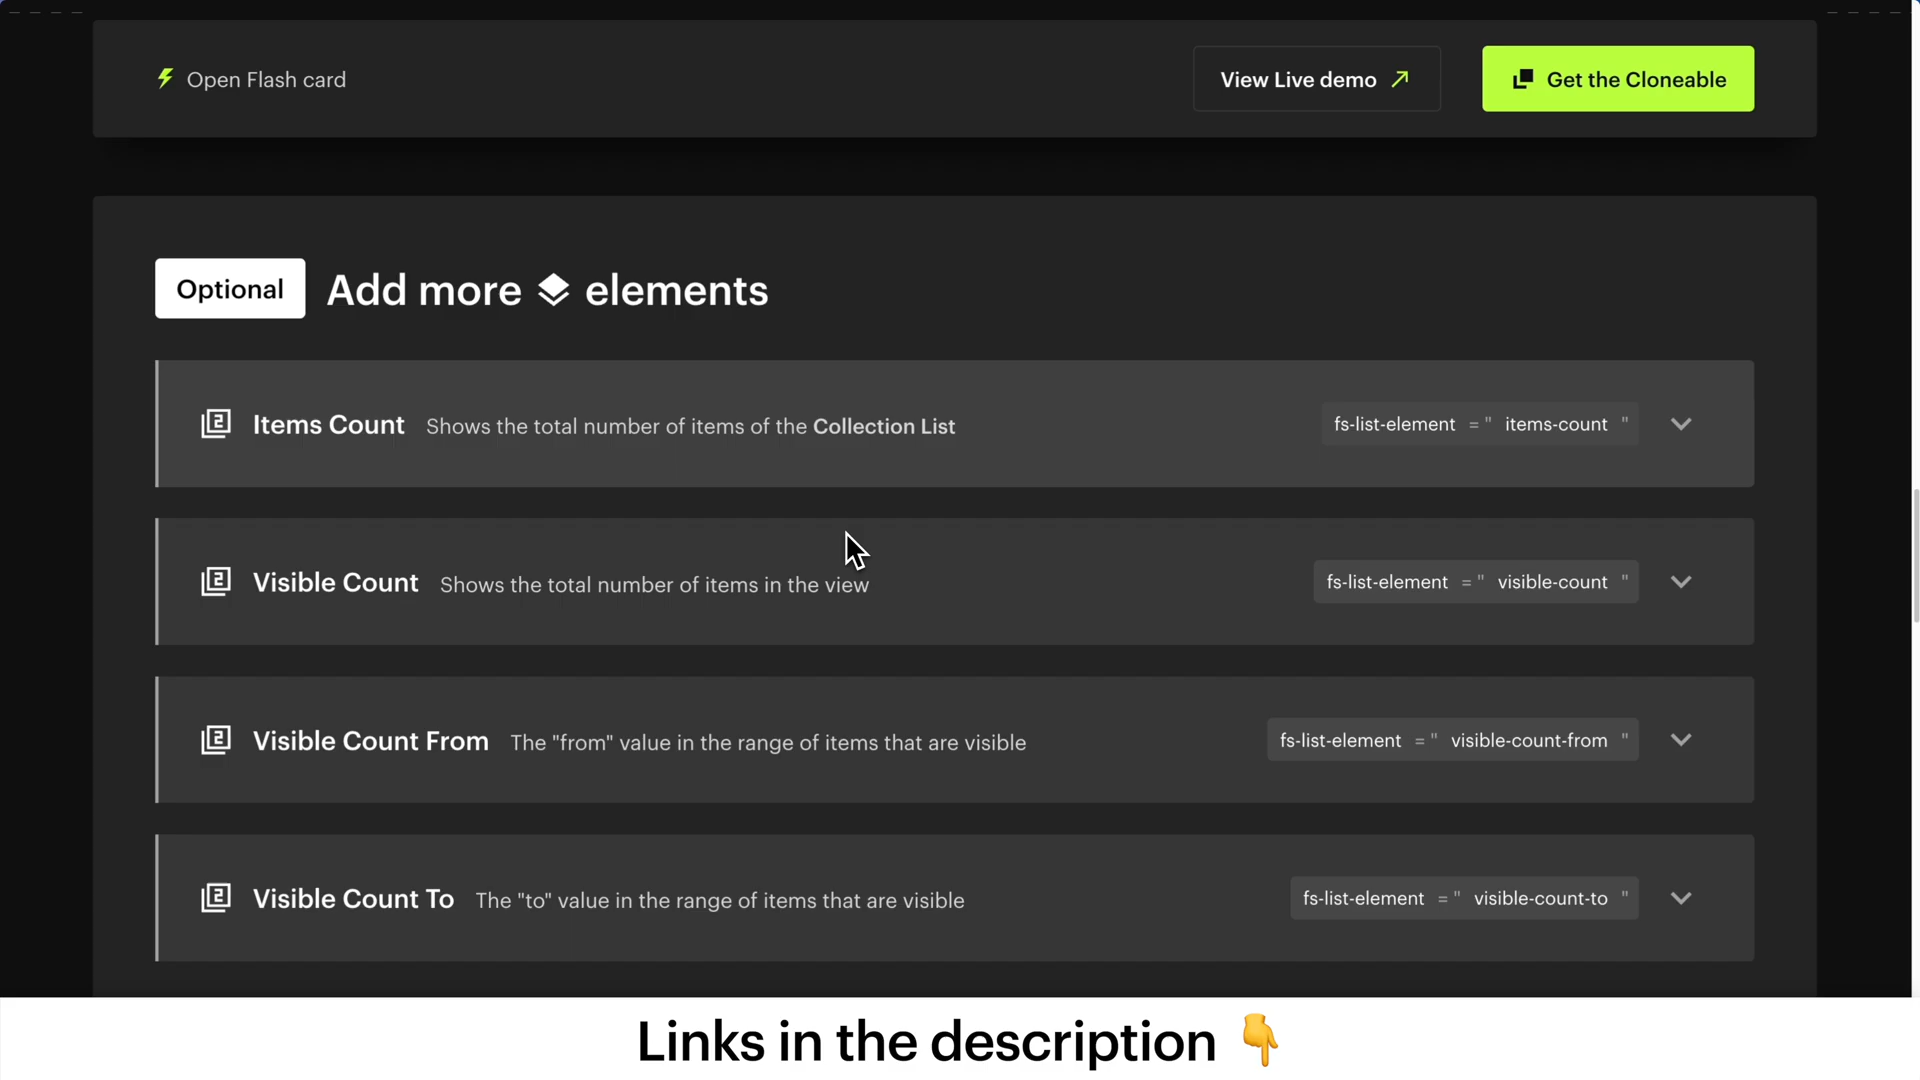 Open Flash card
View Live demo
Get the Cloneable
Optional Add more elements
Items Count Shows the total number of items of the Collection List fs-list-element = " items-count "
Visible Count Shows the total number of items in the view fs-list-element = " visible-count "
Visible Count From The "from" value in the range of items that are visible fs-list-element = " visible-count-from "
Visible Count To The "to" value in the range of items that are visible fs-list-element = " visible-count-to "
Links in the description 👇